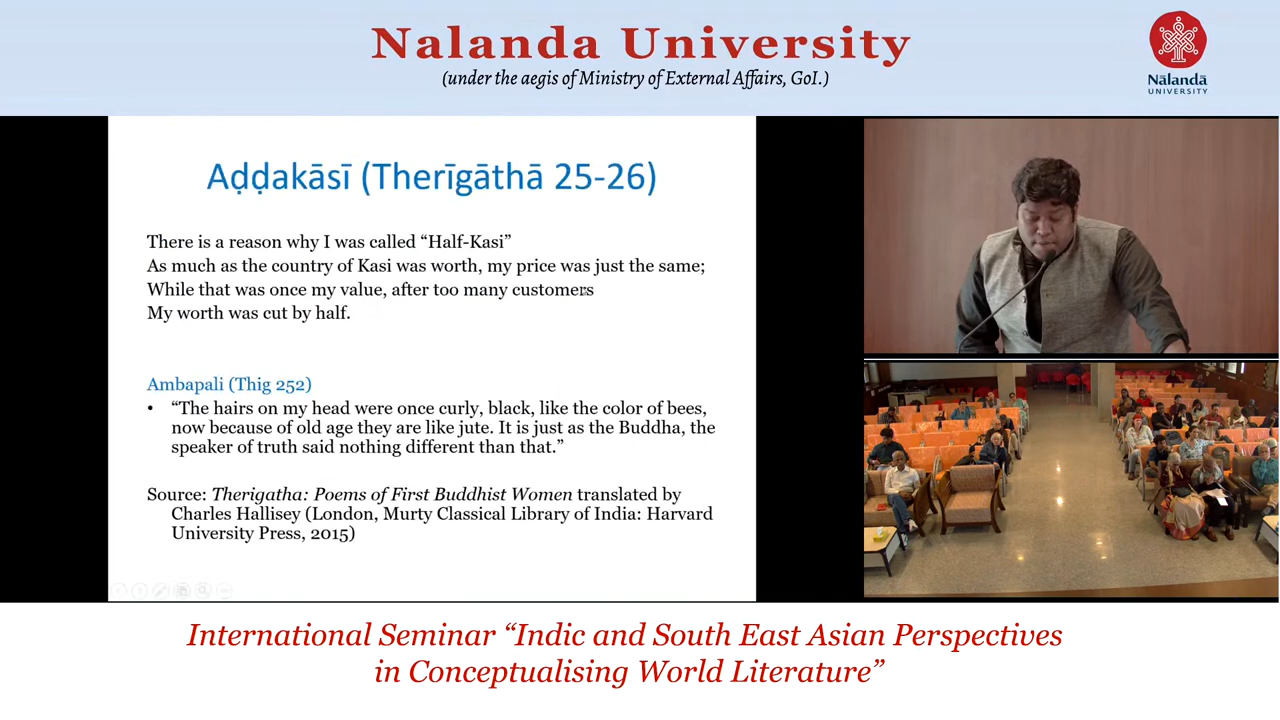 Nalanda University
(under the aegis of Ministry of External Affairs, GoI.)
Nālandā
UNIVERSITY
Aḍḍakāsī (Therīgāthā 25-26)
There is a reason why I was called “Half-Kasi”
As much as the country of Kasi was worth, my price was just the same;
While that was once my value, after too many customers
My worth was cut by half.
Ambapali (Thig 252)
• “The hairs on my head were once curly, black, like the color of bees,
now because of old age they are like jute. It is just as the Buddha, the
speaker of truth said nothing different than that.”
Source: Therigatha: Poems of First Buddhist Women translated by
Charles Hallisey (London, Murty Classical Library of India: Harvard
University Press, 2015)
International Seminar “Indic and South East Asian Perspectives
in Conceptualising World Literature”